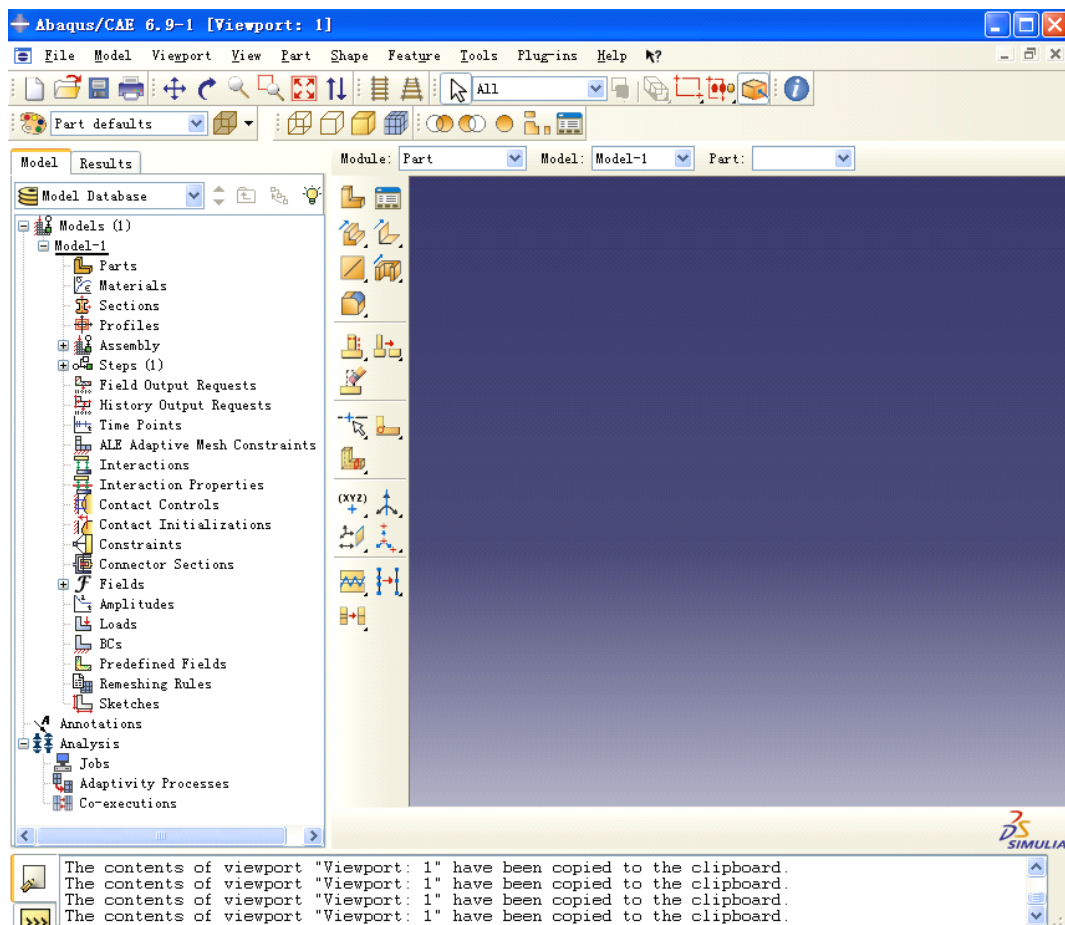 Abaqus/CAE 6.9-1 [Viewport: 1]
File Model Viewport View Part Shape Feature Tools Plug-ins Help
All
Part defaults
Model Results
Module: Part Model: Model-1 Part:
Model Database
Models (1)
Model-1
Parts
Materials
Sections
Profiles
Assembly
Steps (1)
Field Output Requests
History Output Requests
Time Points
ALE Adaptive Mesh Constraints
Interactions
Interaction Properties
Contact Controls
Contact Initializations
Constraints
Connector Sections
Fields
Amplitudes
Loads
BCs
Predefined Fields
Remeshing Rules
Sketches
Annotations
Analysis
Jobs
Adaptivity Processes
Co-executions
(XYZ)
SIMULIA
The contents of viewport "Viewport: 1" have been copied to the clipboard.
The contents of viewport "Viewport: 1" have been copied to the clipboard.
The contents of viewport "Viewport: 1" have been copied to the clipboard.
The contents of viewport "Viewport: 1" have been copied to the clipboard.